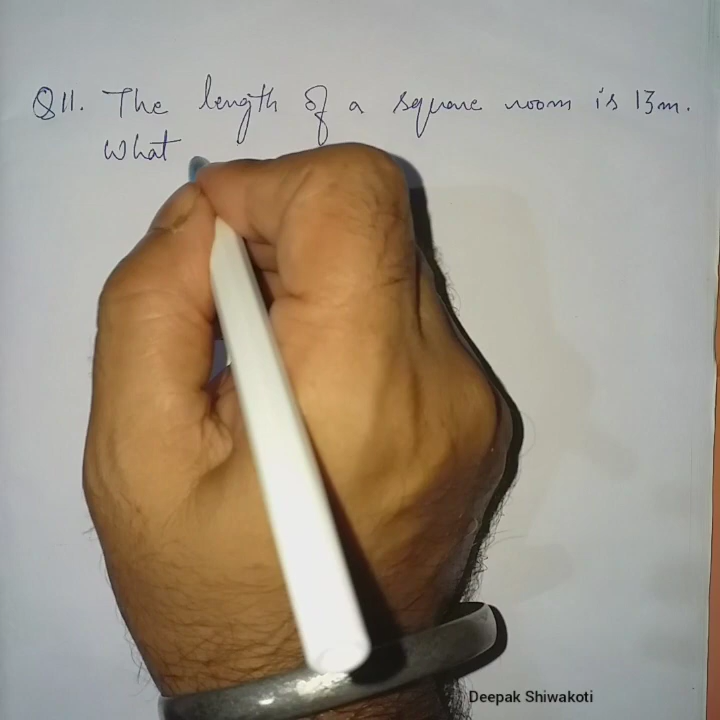 Q11. The length of a square room is 13m.
What
Deepak Shiwakoti